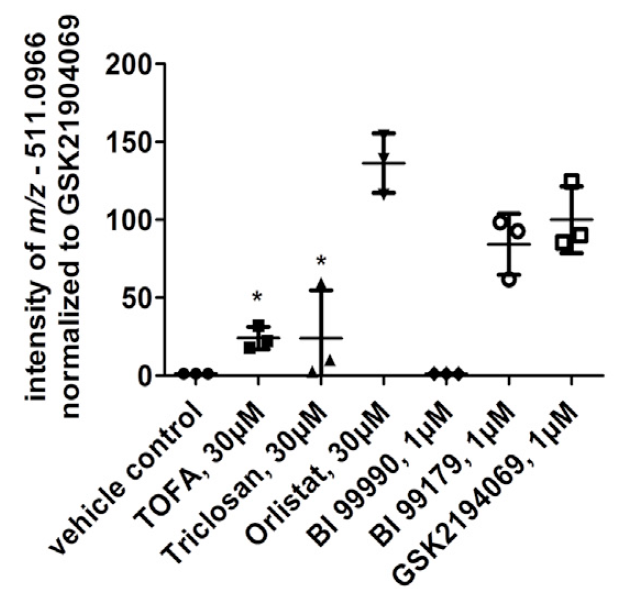 intensity of m/z - 511.0966
normalized to GSK21904069
200
150
100
50
0
*
*
vehicle control
TOFA, 30µM
Triclosan, 30µM
Orlistat, 30µM
BI 99990, 1µM
BI 99179, 1µM
GSK2194069, 1µM